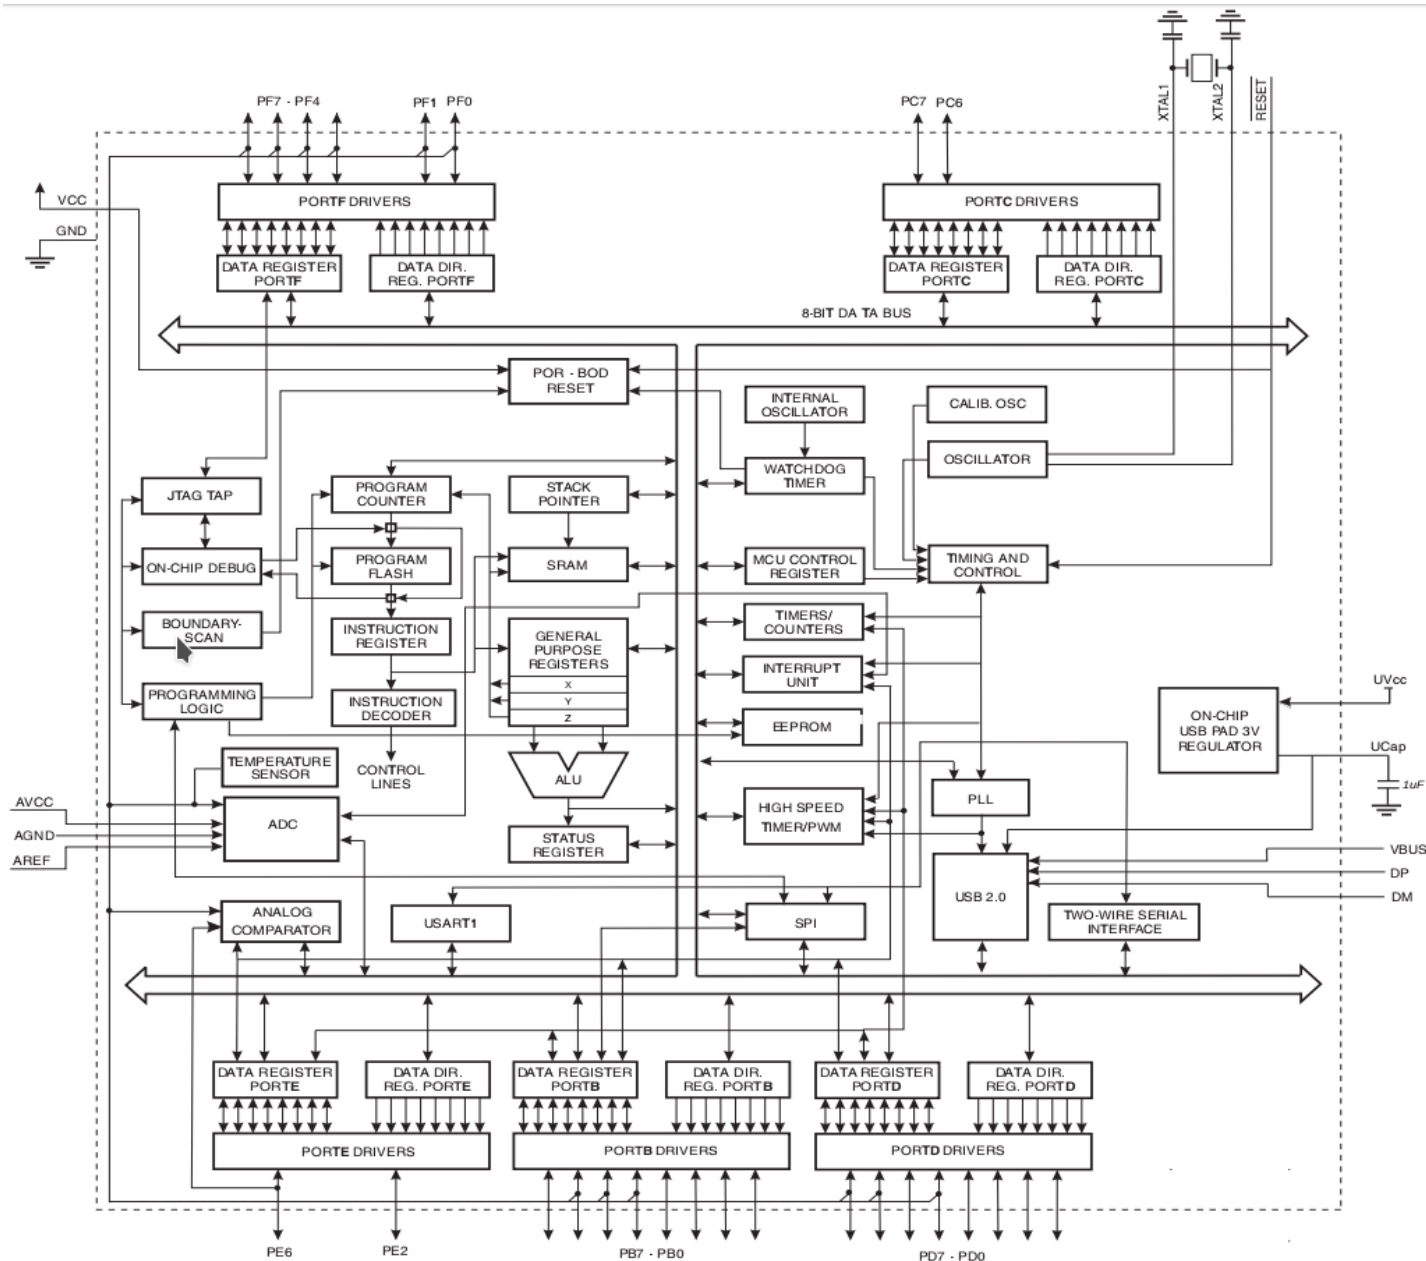 XTAL1
XTAL2
RESET
PF7 - PF4
PF1
PF0
PC7
PC6
VCC
GND
PORTF DRIVERS
PORTC DRIVERS
DATA REGISTER
PORTF
DATA DIR.
REG. PORTF
DATA REGISTER
PORTC
DATA DIR.
REG. PORTC
8-BIT DA TA BUS
POR - BOD
RESET
INTERNAL
OSCILLATOR
CALIB. OSC
WATCHDOG
TIMER
OSCILLATOR
JTAG TAP
PROGRAM
COUNTER
STACK
POINTER
ON-CHIP DEBUG
PROGRAM
FLASH
SRAM
MCU CONTROL
REGISTER
TIMING AND
CONTROL
BOUNDARY-
SCAN
INSTRUCTION
REGISTER
GENERAL
PURPOSE
REGISTERS
X
Y
Z
TIMERS/
COUNTERS
INTERRUPT
UNIT
PROGRAMMING
LOGIC
INSTRUCTION
DECODER
EEPROM
ON-CHIP
USB PAD 3V
REGULATOR
UVcc
UCap
1uF
TEMPERATURE
SENSOR
CONTROL
LINES
ALU
PLL
AVCC
AGND
AREF
ADC
HIGH SPEED
TIMER/PWM
STATUS
REGISTER
VBUS
DP
DM
ANALOG
COMPARATOR
USART1
SPI
USB 2.0
TWO-WIRE SERIAL
INTERFACE
DATA REGISTER
PORTE
DATA DIR.
REG. PORTE
DATA REGISTER
PORTB
DATA DIR.
REG. PORTB
DATA REGISTER
PORTD
DATA DIR.
REG. PORTD
PORTE DRIVERS
PORTB DRIVERS
PORTD DRIVERS
PE6
PE2
PB7 - PB0
PD7 - PD0